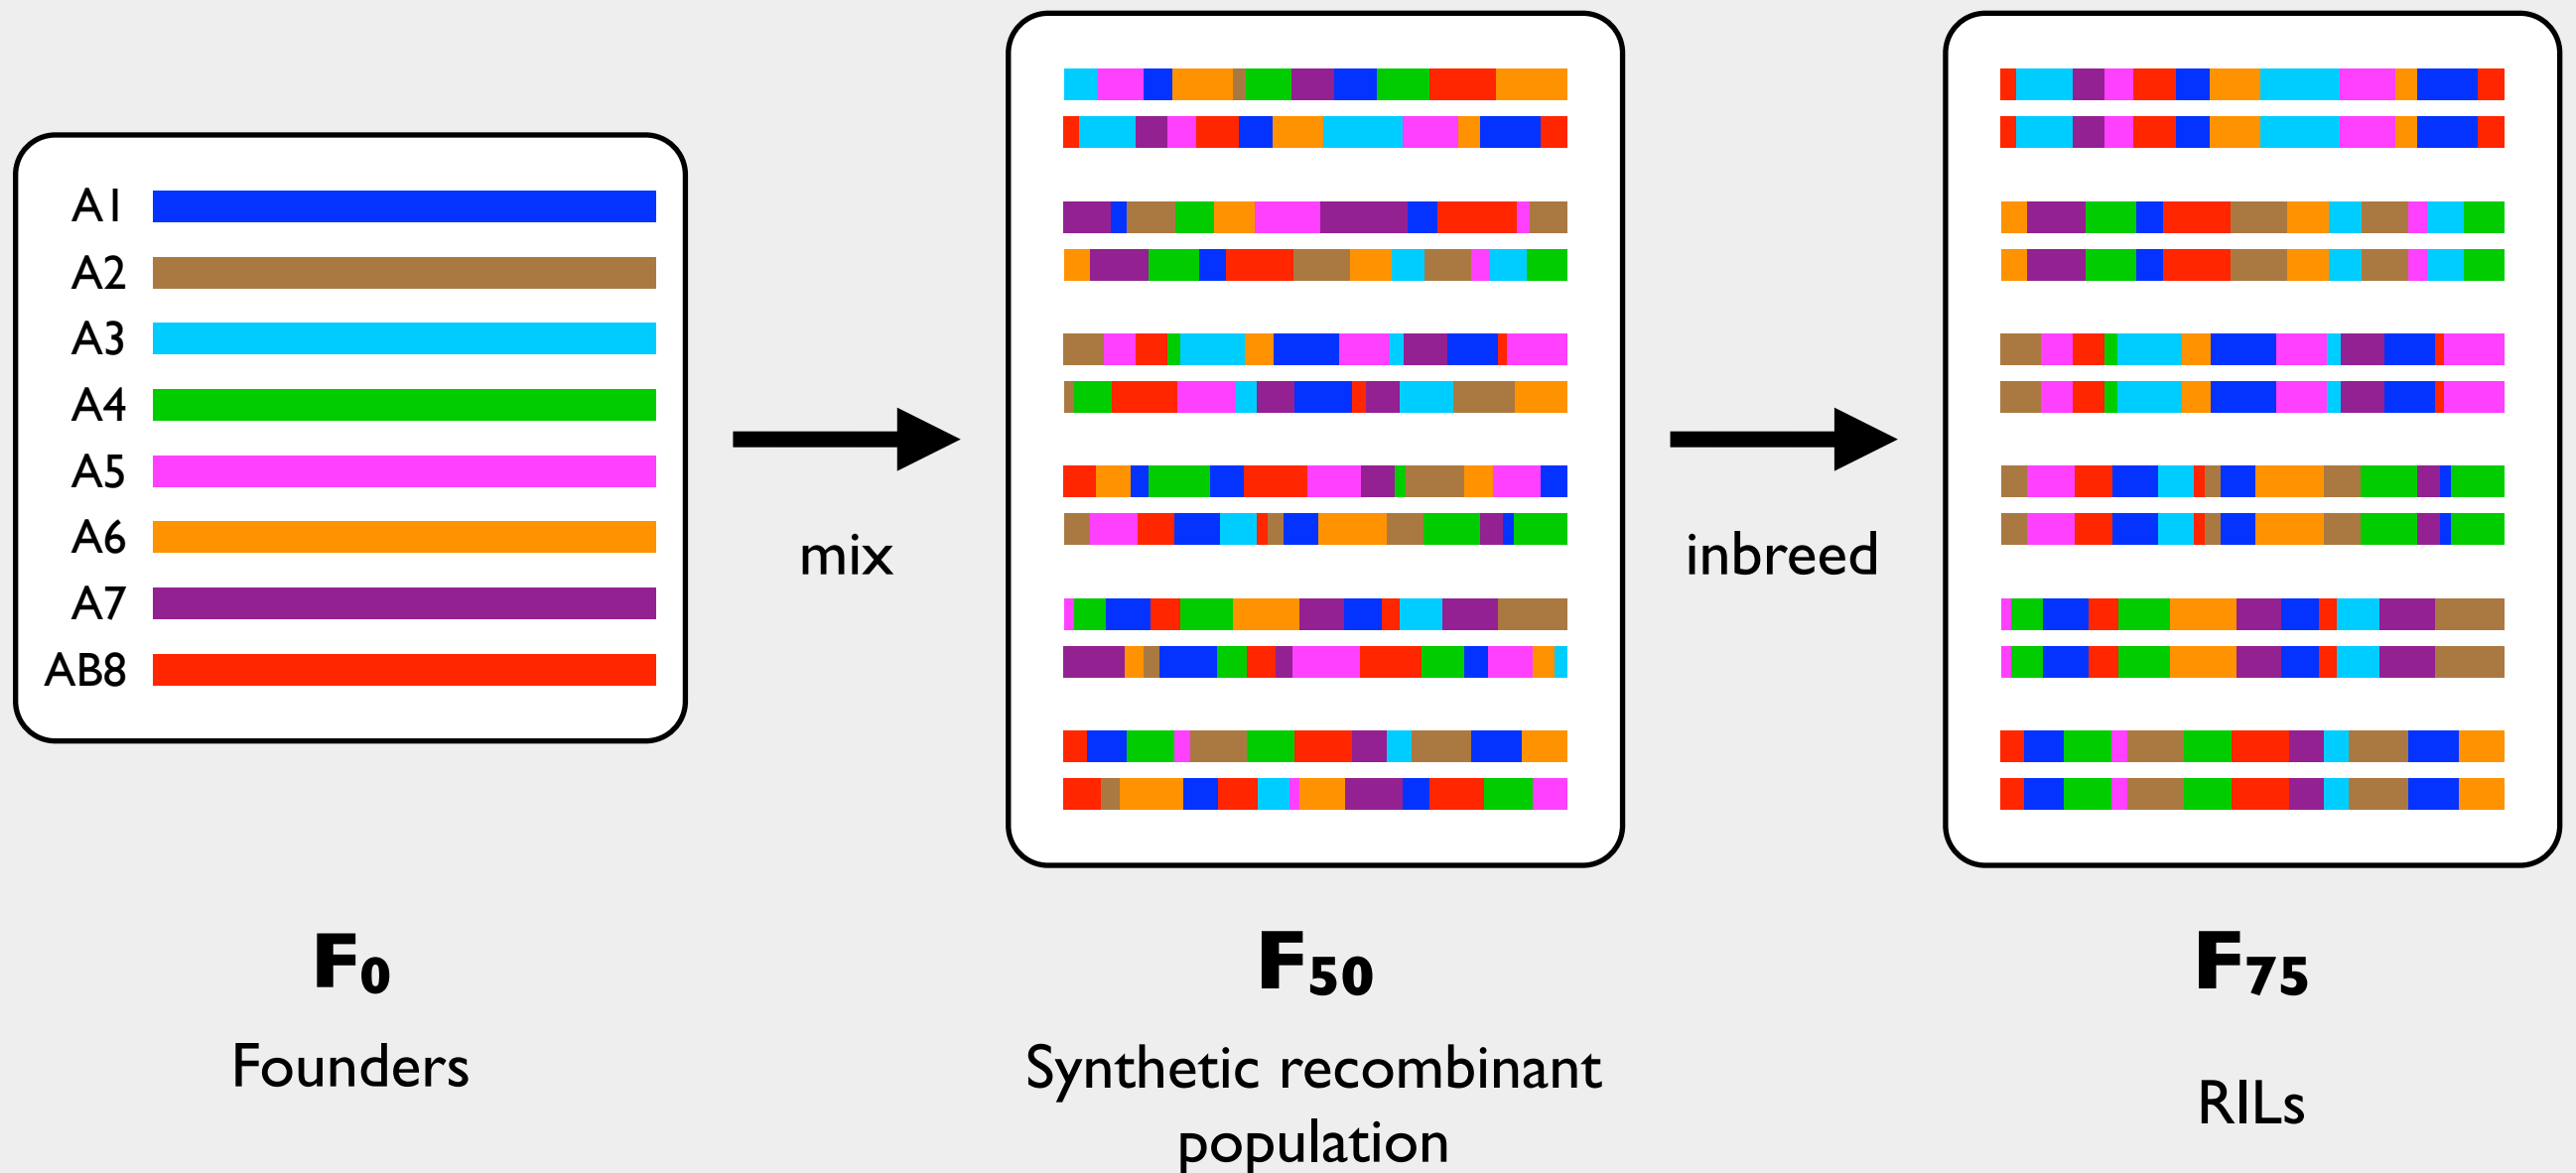 A1
A2
A3
A4
A5
A6
A7
AB8
mix
inbreed
F0
Founders
F50
Synthetic recombinant
population
F75
RILs